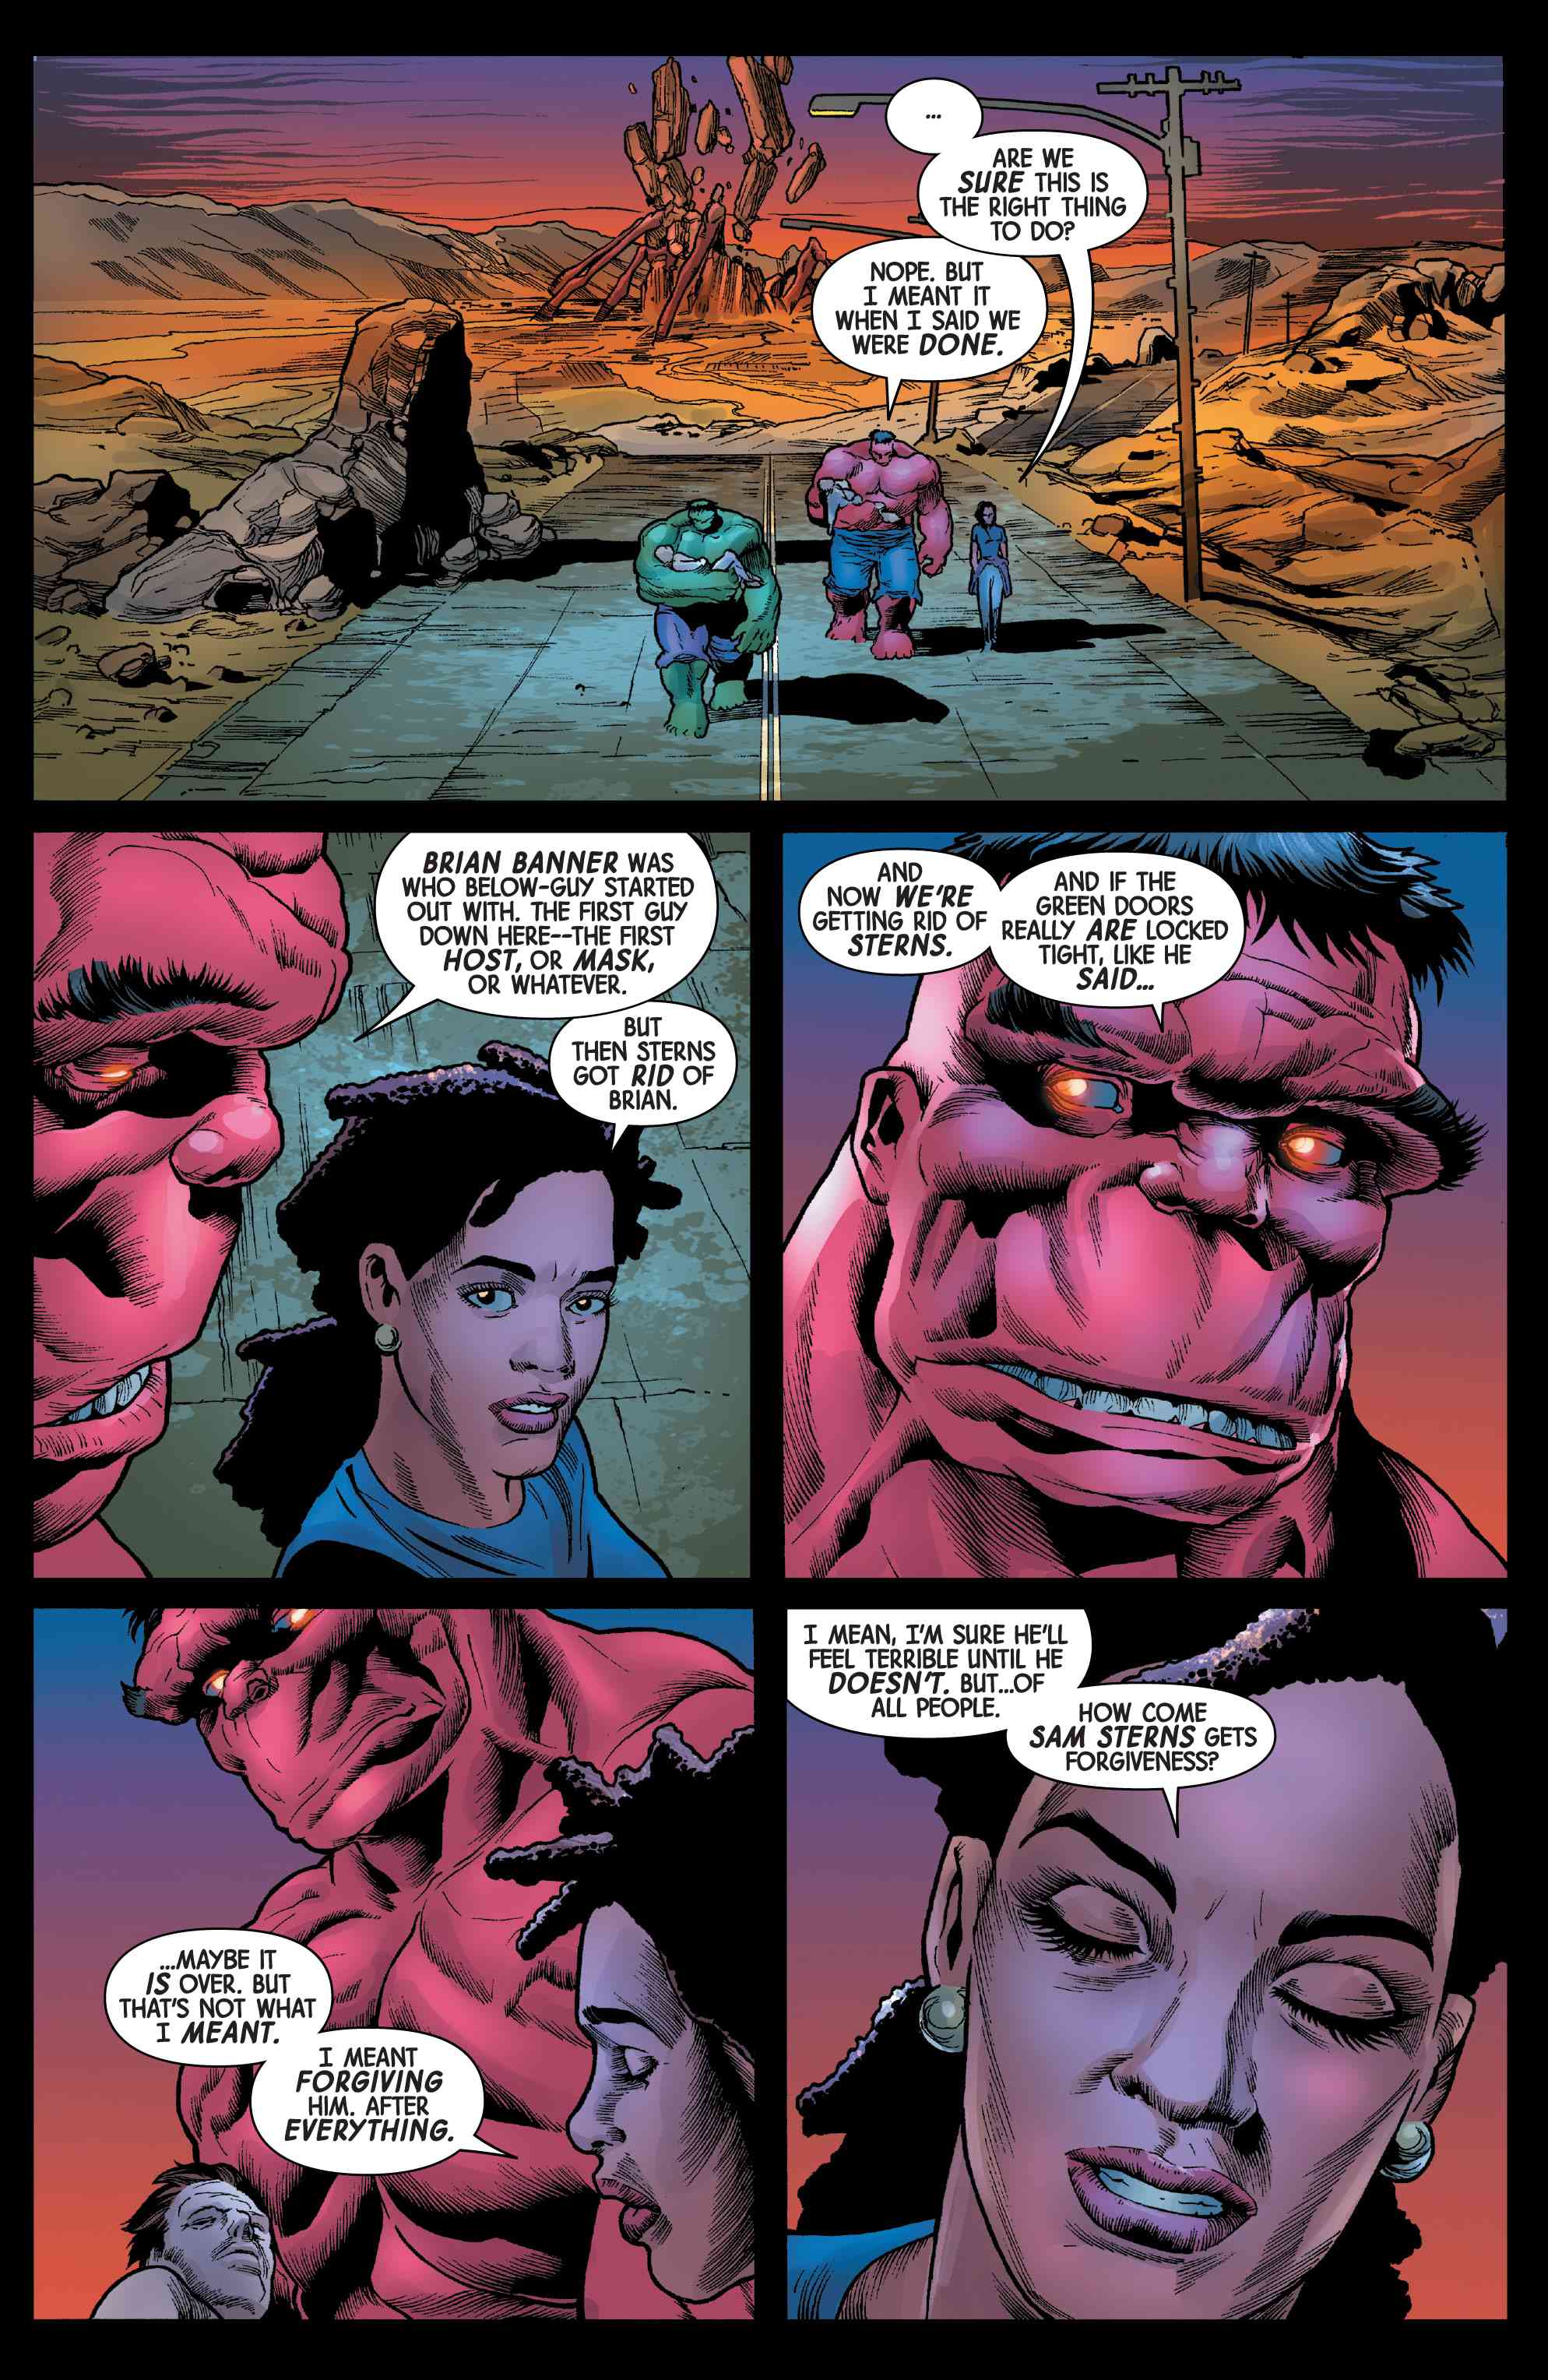 ...
ARE WE
SURE THIS IS
THE RIGHT THING
TO DO?
NOPE. BUT
I MEANT IT
WHEN I SAID WE
WERE DONE.
BRIAN BANNER WAS
WHO BELOW-GUY STARTED
OUT WITH. THE FIRST GUY
DOWN HERE--THE FIRST
HOST, OR MASK,
OR WHATEVER.
BUT
THEN STERNS
GOT RID OF
BRIAN.
AND
NOW WE'RE
GETTING RID OF
STERNS.
AND IF THE
GREEN DOORS
REALLY ARE LOCKED
TIGHT, LIKE HE
SAID...
...MAYBE IT
IS OVER. BUT
THAT'S NOT WHAT
I MEANT.
I MEANT
FORGIVING
HIM. AFTER
EVERYTHING.
I MEAN, I'M SURE HE'LL
FEEL TERRIBLE UNTIL HE
DOESN'T. BUT...OF
ALL PEOPLE.
HOW COME
SAM STERNS GETS
FORGIVENESS?